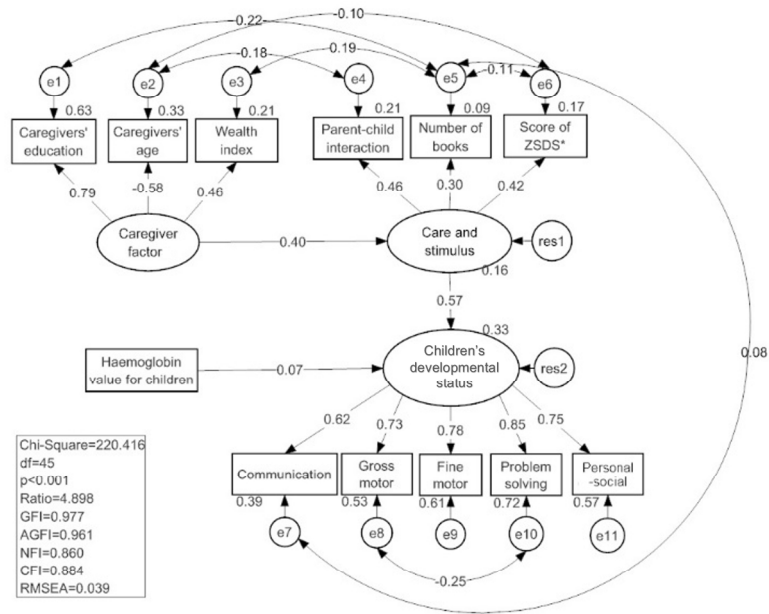 -0.10
0.22
-0.18
0.19
-0.11
e1
e2
e3
e4
e5
e6
0.63
0.33
0.21
0.21
0.09
0.17
Caregivers'
education
Caregivers'
age
Wealth
index
Parent-child
interaction
Number of
books
Score of
ZSDS*
0.79
-0.58
0.46
0.46
0.30
0.42
Caregiver
factor
0.40
Care and
stimulus
res1
0.16
0.57
0.33
Haemoglobin
value for children
0.07
Children's
developmental
status
res2
0.08
0.62
0.73
0.78
0.85
0.75
Communication
Gross
motor
Fine
motor
Problem
solving
Personal
-social
0.39
0.53
0.61
0.72
0.57
e7
e8
e9
e10
e11
-0.25
Chi-Square=220.416
df=45
p<0.001
Ratio=4.898
GFI=0.977
AGFI=0.961
NFI=0.860
CFI=0.884
RMSEA=0.039